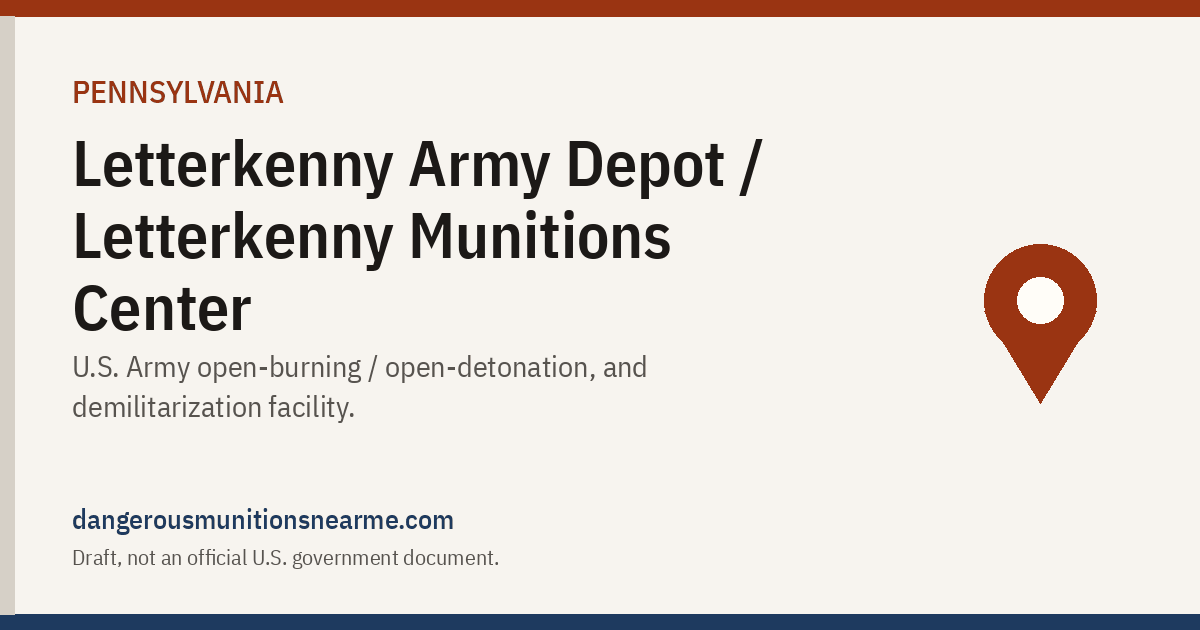 PENNSYLVANIA
Letterkenny Army Depot /
Letterkenny Munitions
Center
U.S. Army open-burning / open-detonation, and
demilitarization facility.
dangerousmunitionsnearme.com
Draft, not an official U.S. government document.